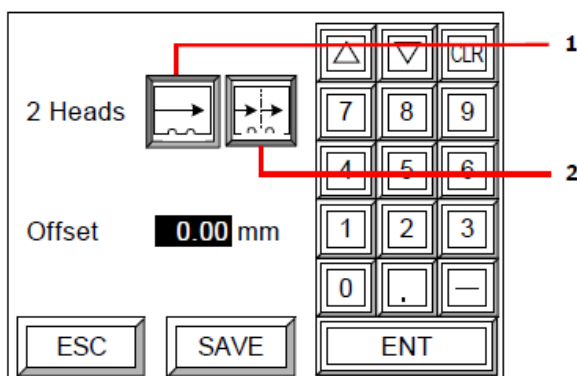 1
CLR
2 Heads
7 8 9
2
4 5 6
Offset 0.00 mm
1 2 3
0 . —
ESC SAVE ENT